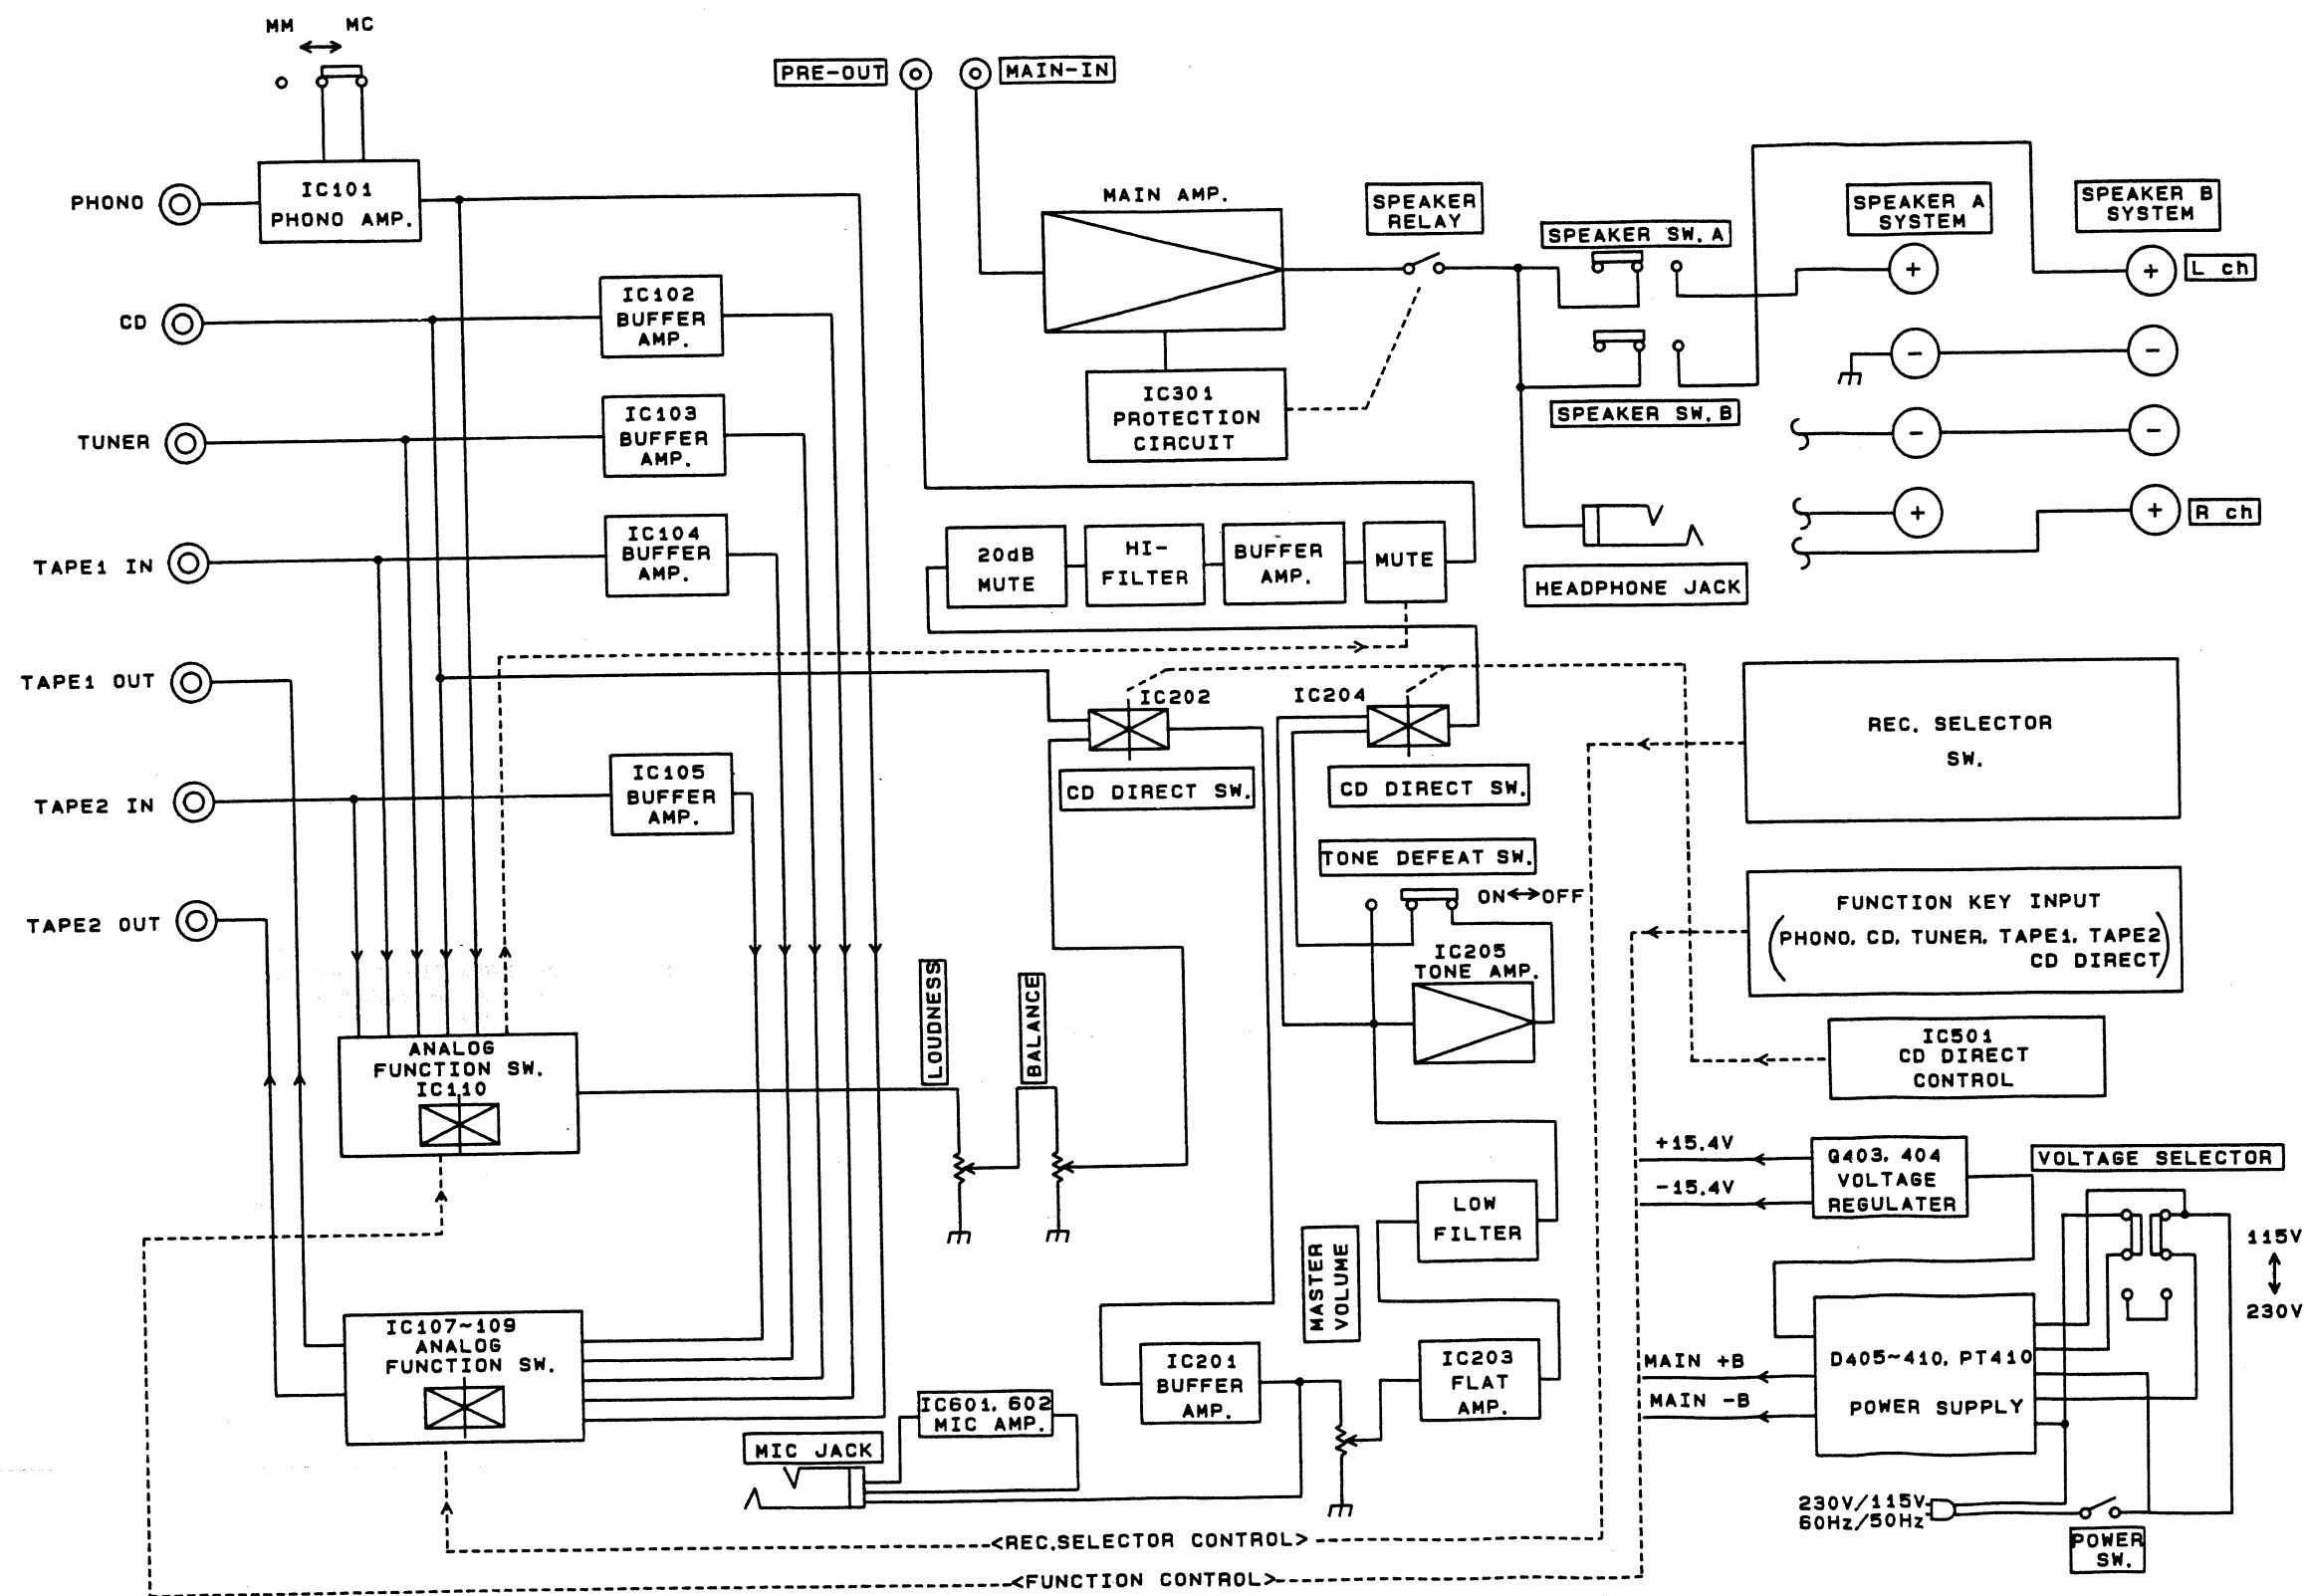 MM MC
PRE-OUT MAIN-IN
PHONO
IC101
PHONO AMP.
CD
IC102
BUFFER
AMP.
TUNER
IC103
BUFFER
AMP.
TAPE1 IN
IC104
BUFFER
AMP.
TAPE1 OUT
TAPE2 IN
IC105
BUFFER
AMP.
TAPE2 OUT
MAIN AMP.
SPEAKER
RELAY
SPEAKER SW. A
SPEAKER A
SYSTEM
SPEAKER B
SYSTEM
+
+
L ch
IC301
PROTECTION
CIRCUIT
SPEAKER SW. B
-
-
-
-
+
+
R ch
HEADPHONE JACK
20dB
MUTE
HI-
FILTER
BUFFER
AMP.
MUTE
IC202
CD DIRECT SW.
IC204
CD DIRECT SW.
REC. SELECTOR
SW.
TONE DEFEAT SW.
ON↔OFF
IC205
TONE AMP.
FUNCTION KEY INPUT
(PHONO, CD, TUNER, TAPE1, TAPE2
CD DIRECT)
IC501
CD DIRECT
CONTROL
ANALOG
FUNCTION SW.
IC110
LOUDNESS
BALANCE
+15.4V
-15.4V
Q403, 404
VOLTAGE
REGULATER
VOLTAGE SELECTOR
115V
230V
LOW
FILTER
MASTER
VOLUME
IC107~109
ANALOG
FUNCTION SW.
IC201
BUFFER
AMP.
IC203
FLAT
AMP.
MAIN +B
MAIN -B
D405~410, PT410
POWER SUPPLY
IC601, 602
MIC AMP.
MIC JACK
230V/115V
60Hz/50Hz
POWER
SW.
<REC.SELECTOR CONTROL>
<FUNCTION CONTROL>